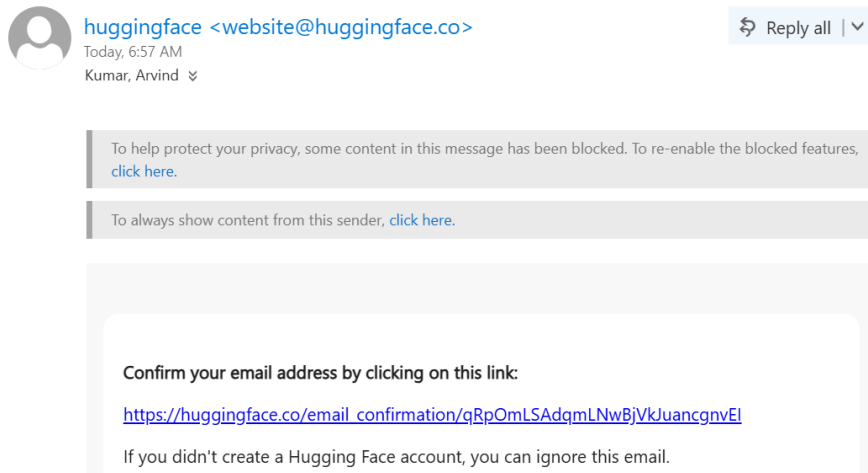 huggingface <website@huggingface.co>
Reply all
Today, 6:57 AM
Kumar, Arvind
To help protect your privacy, some content in this message has been blocked. To re-enable the blocked features,
click here.
To always show content from this sender, click here.
Confirm your email address by clicking on this link:
https://huggingface.co/email_confirmation/qRpOmLSAdqmLNwBjVkJuancgnvEI
If you didn't create a Hugging Face account, you can ignore this email.